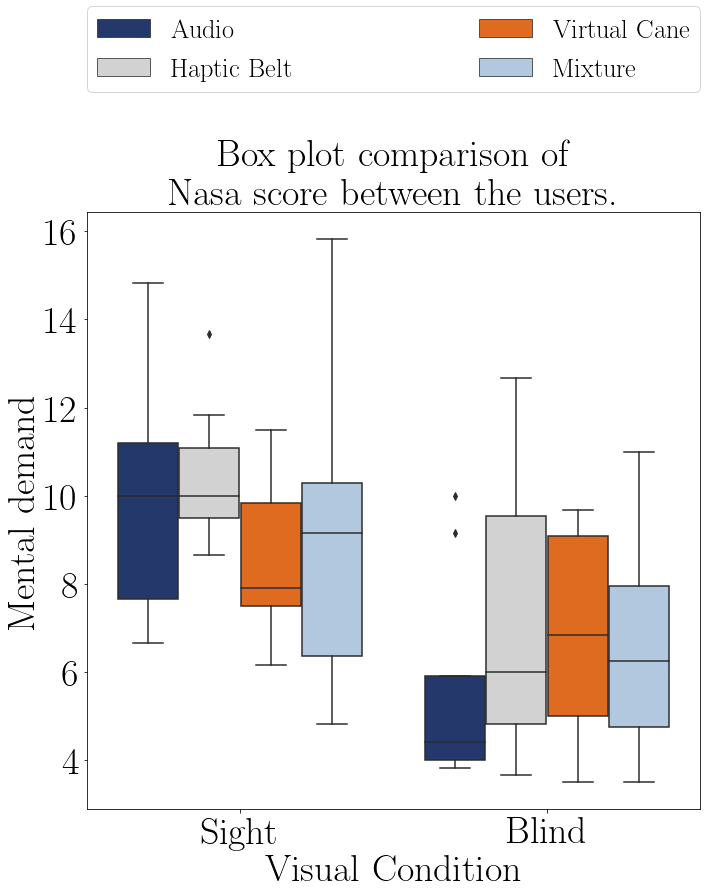 Audio
Haptic Belt
Virtual Cane
Mixture
Box plot comparison of
Nasa score between the users.
16
14
12
10
8
6
4
Mental demand
Sight
Blind
Visual Condition